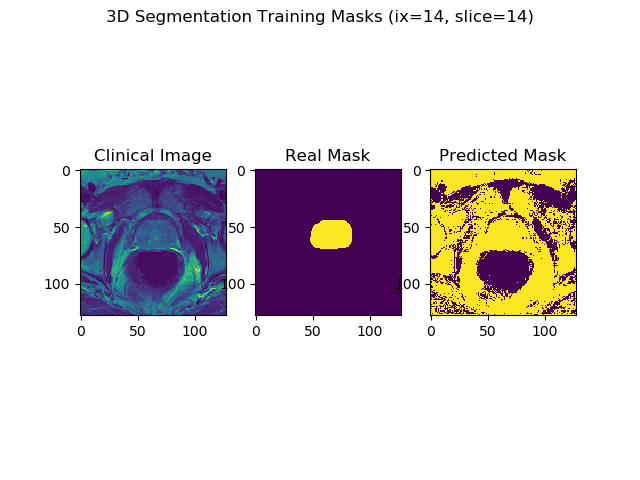 3D Segmentation Training Masks (ix=14, slice=14)
Clinical Image Real Mask Predicted Mask
0 0 0
50 50 50
100 100 100
0 50 100 0 50 100 0 50 100